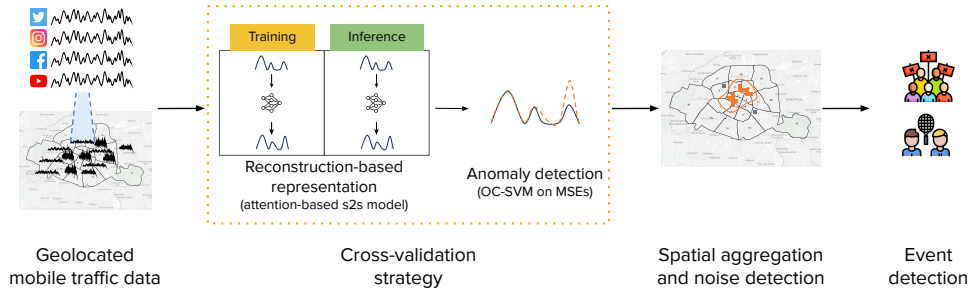 Training
Inference
Reconstruction-based
representation
(attention-based s2s model)
Anomaly detection
(OC-SVM on MSEs)
Geolocated
mobile traffic data
Cross-validation
strategy
Spatial aggregation
and noise detection
Event
detection